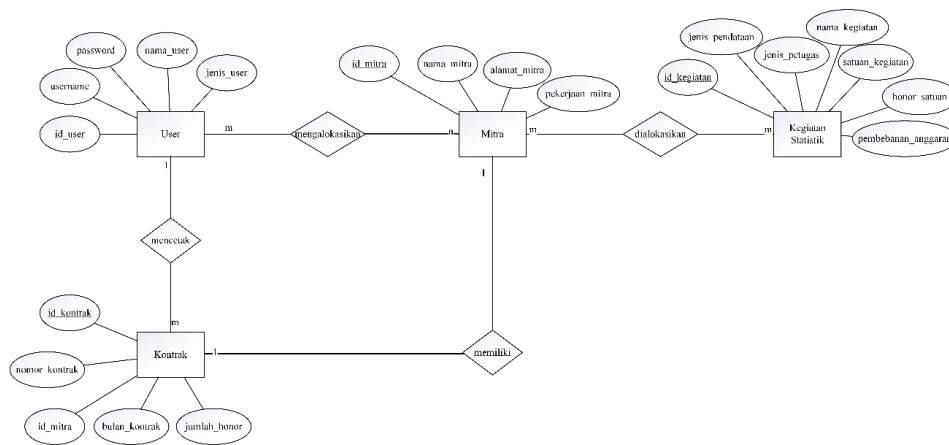 password
nama_user
jenis_user
username
id_user
User
m
mengalokasikan
n
id_mitra
nama mitra
alamat_mitra
pekerjaan mitra
Mitra
m
dialokasikan
m
jenis pendataan
nama kegiatan
jenis_petugas
satuan_kegiatan
id_kegiatan
honor satuan
pembebanan_anggaran
Kegiatan
Statistik
1
mencetak
m
1
id_kontrak
Kontrak
1
memiliki
nomor kontrak
id_mitra
bulan_kontrak
jumlah_honor